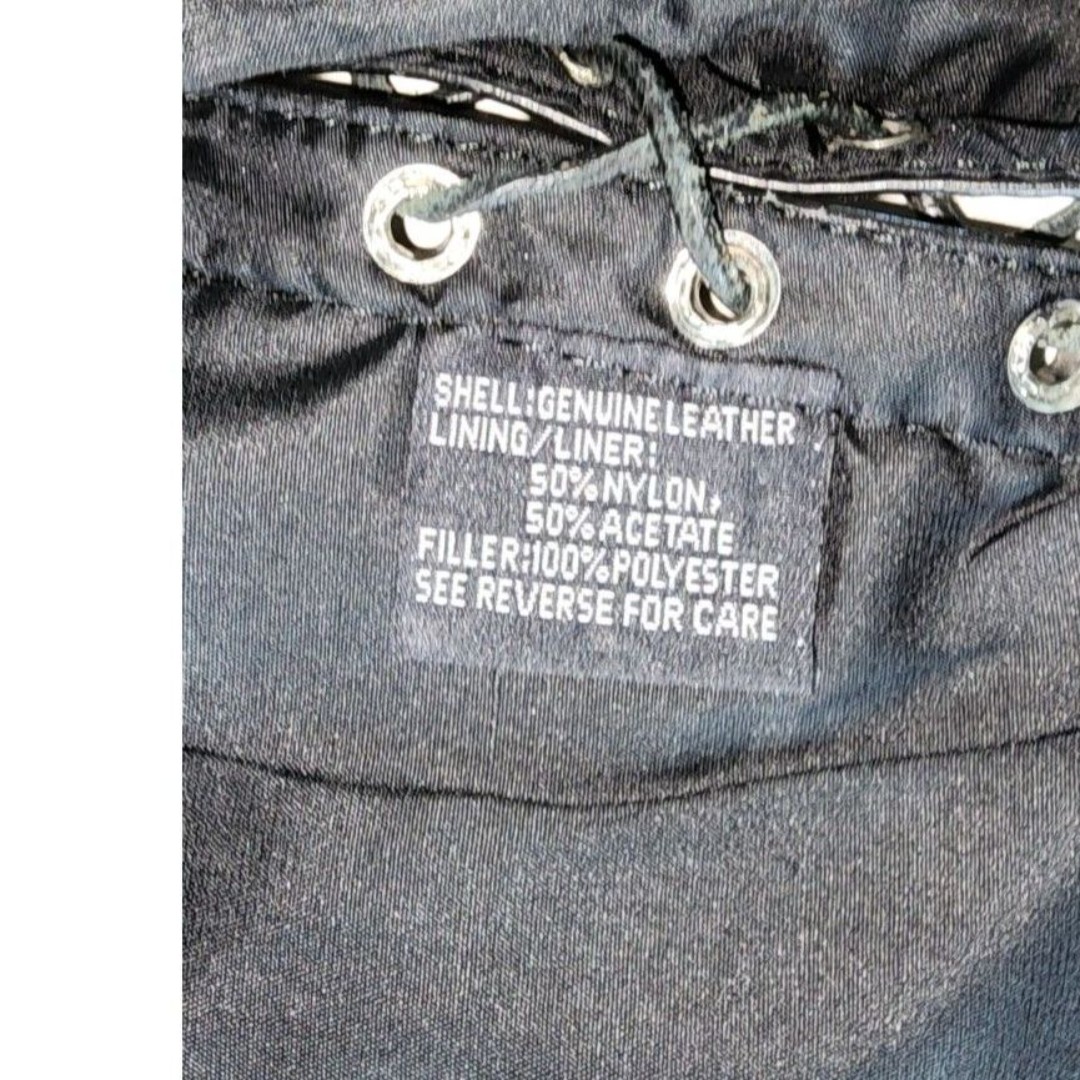 SHELL:GENUINE LEATHER
LINING/LINER:
50% NYLON,
50% ACETATE
FILLER:100% POLYESTER
SEE REVERSE FOR CARE